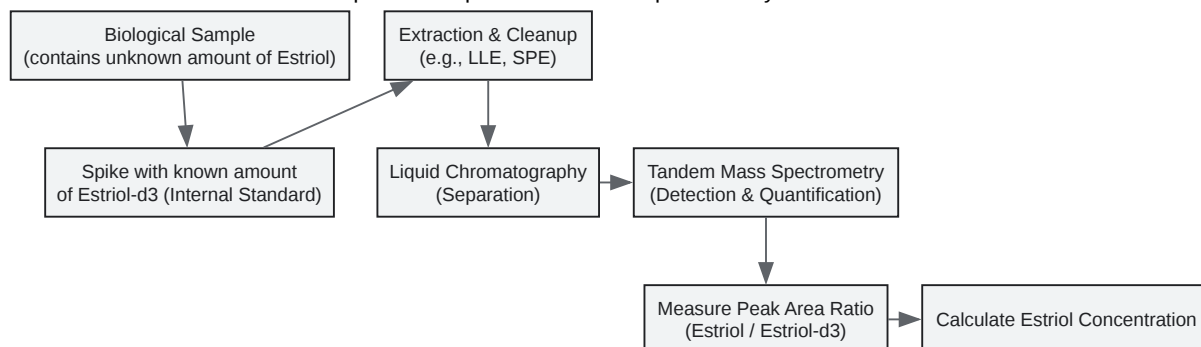 Biological Sample
(contains unknown amount of Estriol)
Extraction & Cleanup
(e.g., LLE, SPE)
Spike with known amount
of Estriol-d3 (Internal Standard)
Liquid Chromatography
(Separation)
Tandem Mass Spectrometry
(Detection & Quantification)
Measure Peak Area Ratio
(Estriol / Estriol-d3)
Calculate Estriol Concentration